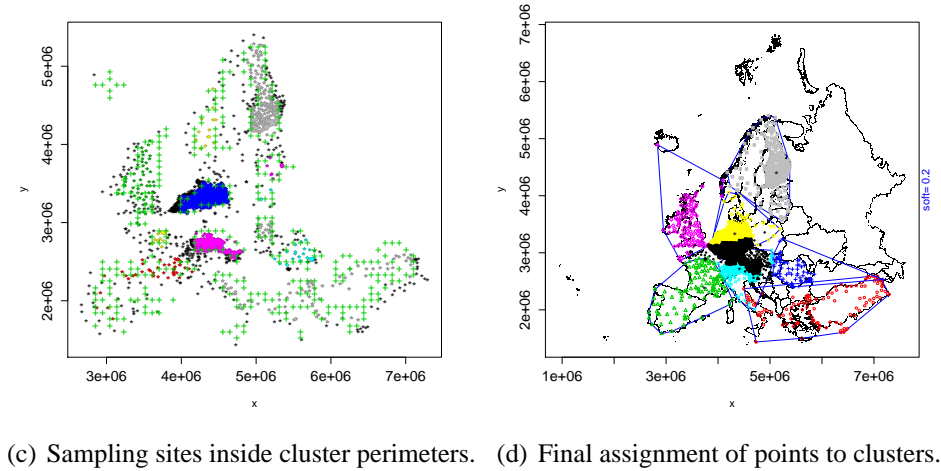 5e+06
4e+06
3e+06
2e+06
y
3e+06 4e+06 5e+06 6e+06 7e+06
x
7e+06
6e+06
5e+06
4e+06
3e+06
2e+06
y
1e+06 3e+06 5e+06 7e+06
x
soft= 0.2
(c) Sampling sites inside cluster perimeters. (d) Final assignment of points to clusters.